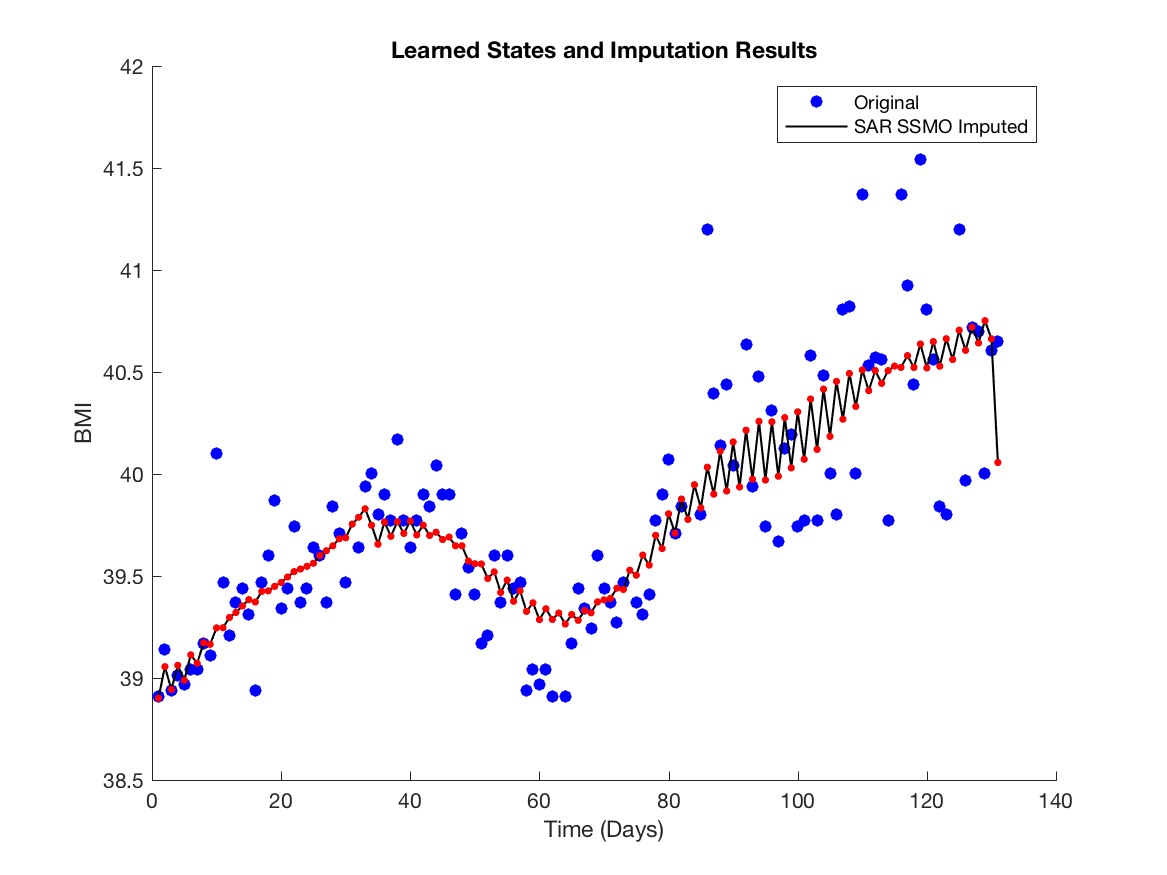 Learned States and Imputation Results
Original
SAR SSMO Imputed
42
41.5
41
40.5
40
39.5
39
38.5
BMI
0 20 40 60 80 100 120 140
Time (Days)